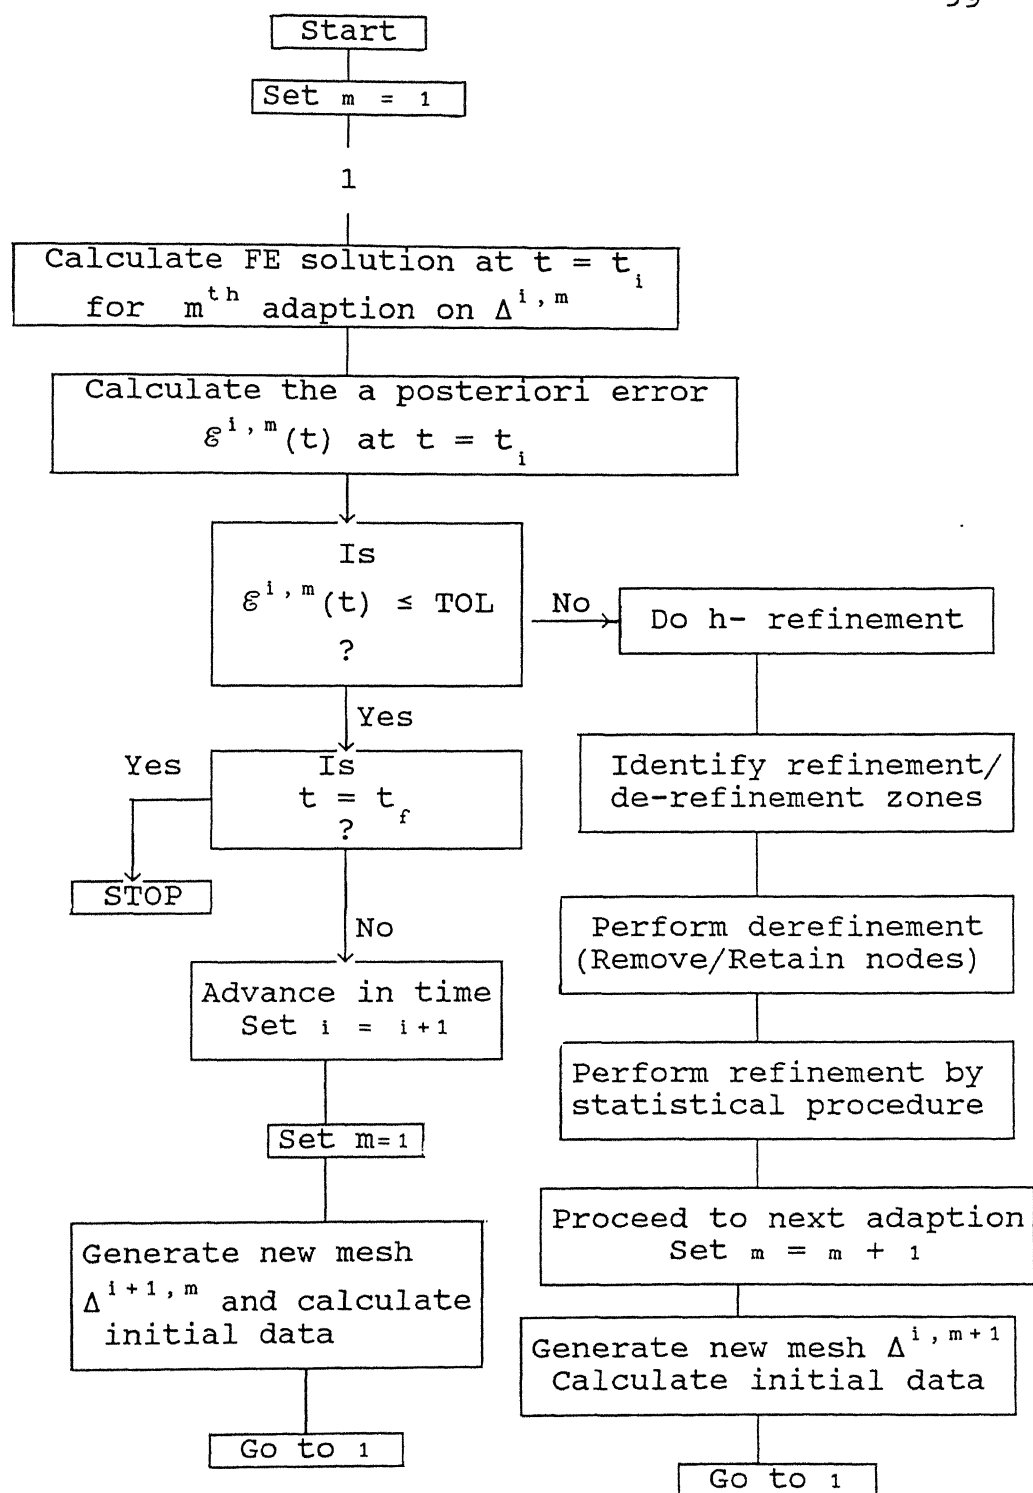 Start
Set m = 1
1
Calculate FE solution at t = t_i
for m^th adaption on Δ^i,m
Calculate the a posteriori error
ℰ^i,m(t) at t = t_i
Is
ℰ^i,m(t) ≤ TOL
?
No
Do h- refinement
Yes
Is
t = t_f
?
Yes
STOP
No
Advance in time
Set i = i+1
Set m=1
Generate new mesh
Δ^i+1,m and calculate
initial data
Go to 1
Identify refinement/
de-refinement zones
Perform derefinement
(Remove/Retain nodes)
Perform refinement by
statistical procedure
Proceed to next adaption
Set m = m + 1
Generate new mesh Δ^i,m+1
Calculate initial data
Go to 1